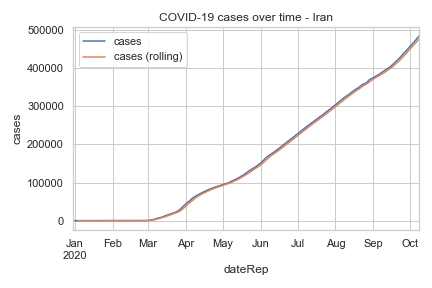 COVID-19 cases over time - Iran
cases
cases (rolling)
cases
500000
400000
300000
200000
100000
0
Jan Feb Mar Apr May Jun Jul Aug Sep Oct
2020
dateRep